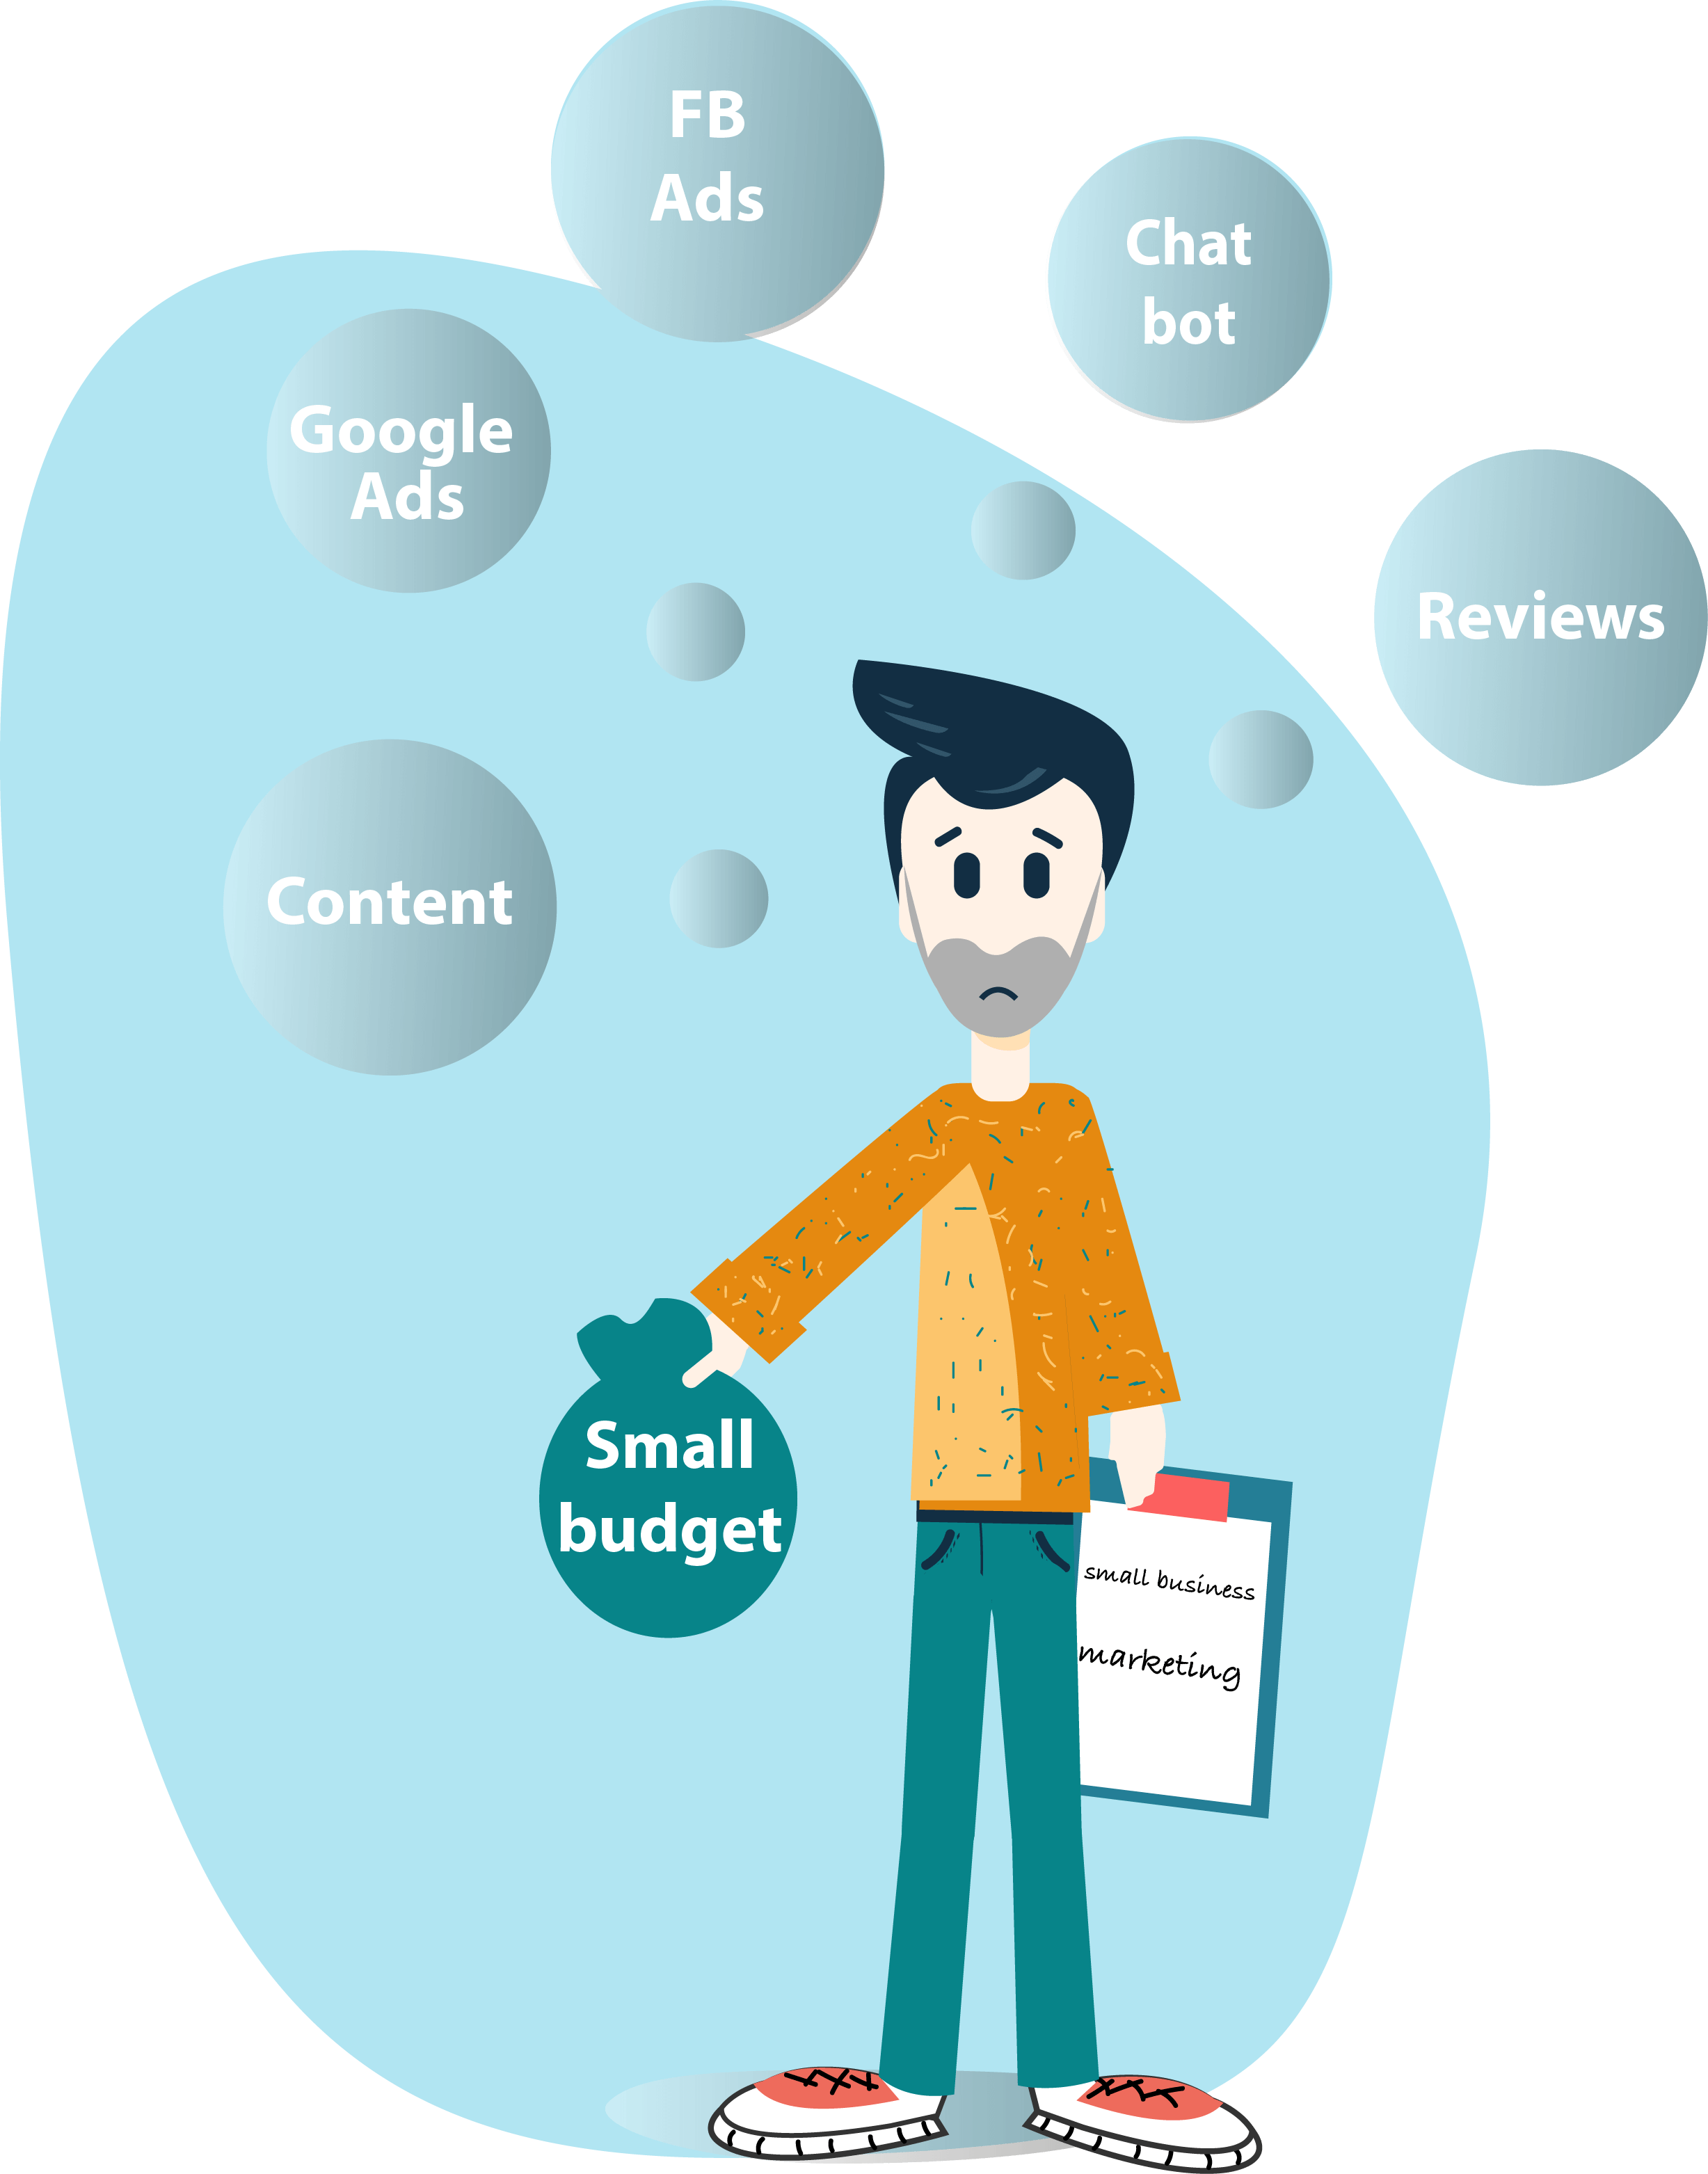 FB
Ads
Chat
bot
Google
Ads
Reviews
Content
Small
budget
small business
marketing